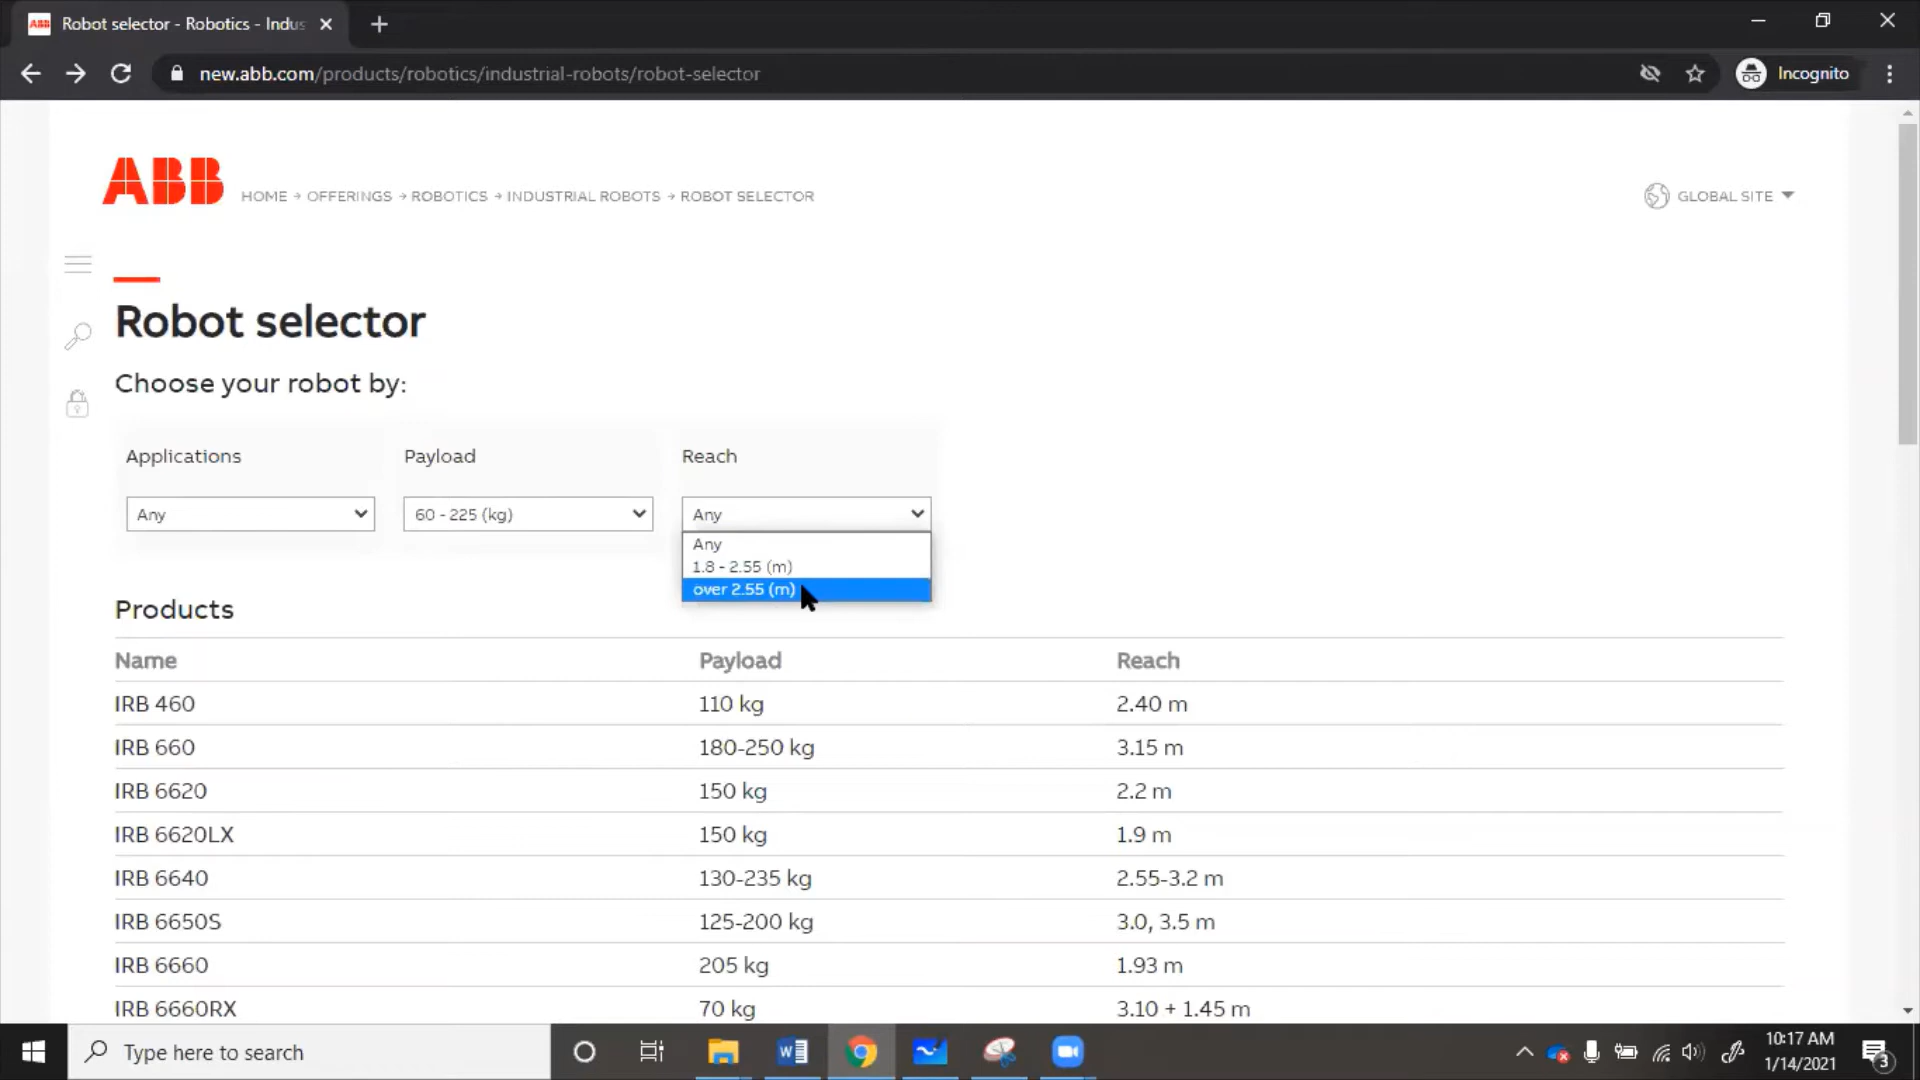 ABB Robot selector - Robotics - Indus
new.abb.com/products/robotics/industrial-robots/robot-selector
Incognito
ABB
HOME → OFFERINGS → ROBOTICS → INDUSTRIAL ROBOTS → ROBOT SELECTOR
GLOBAL SITE
Robot selector
Choose your robot by:
Applications Payload Reach
Any 60 - 225 (kg) Any
Any
1.8 - 2.55 (m)
over 2.55 (m)
Products
Name Payload Reach
IRB 460 110 kg 2.40 m
IRB 660 180-250 kg 3.15 m
IRB 6620 150 kg 2.2 m
IRB 6620LX 150 kg 1.9 m
IRB 6640 130-235 kg 2.55-3.2 m
IRB 6650S 125-200 kg 3.0, 3.5 m
IRB 6660 205 kg 1.93 m
IRB 6660RX 70 kg 3.10 + 1.45 m
Type here to search
10:17 AM
1/14/2021
3